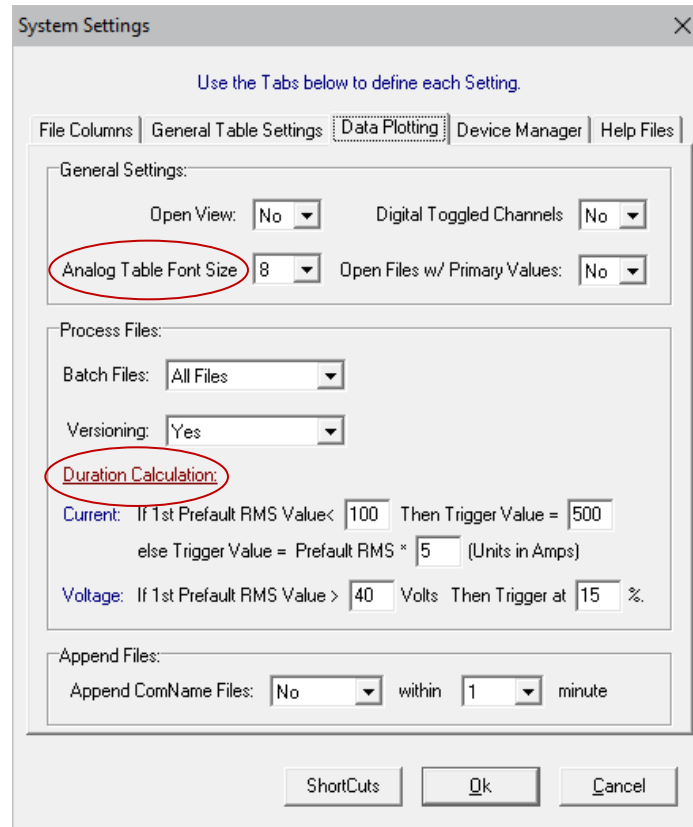 System Settings
Use the Tabs below to define each Setting.
File Columns General Table Settings Data Plotting Device Manager Help Files
General Settings:
Open View: No Digital Toggled Channels No
Analog Table Font Size 8 Open Files w/ Primary Values: No
Process Files:
Batch Files: All Files
Versioning: Yes
Duration Calculation:
Current: If 1st Prefault RMS Value< 100 Then Trigger Value = 500
else Trigger Value = Prefault RMS * 5 (Units in Amps)
Voltage: If 1st Prefault RMS Value > 40 Volts Then Trigger at 15 %.
Append Files:
Append ComName Files: No within 1 minute
ShortCuts Ok Cancel